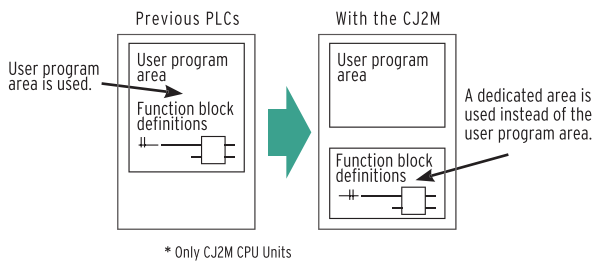 Previous PLCs
User program
area is used.
User program
area
Function block
definitions
With the CJ2M
User program
area
Function block
definitions
A dedicated area is
used instead of the
user program area.
* Only CJ2M CPU Units